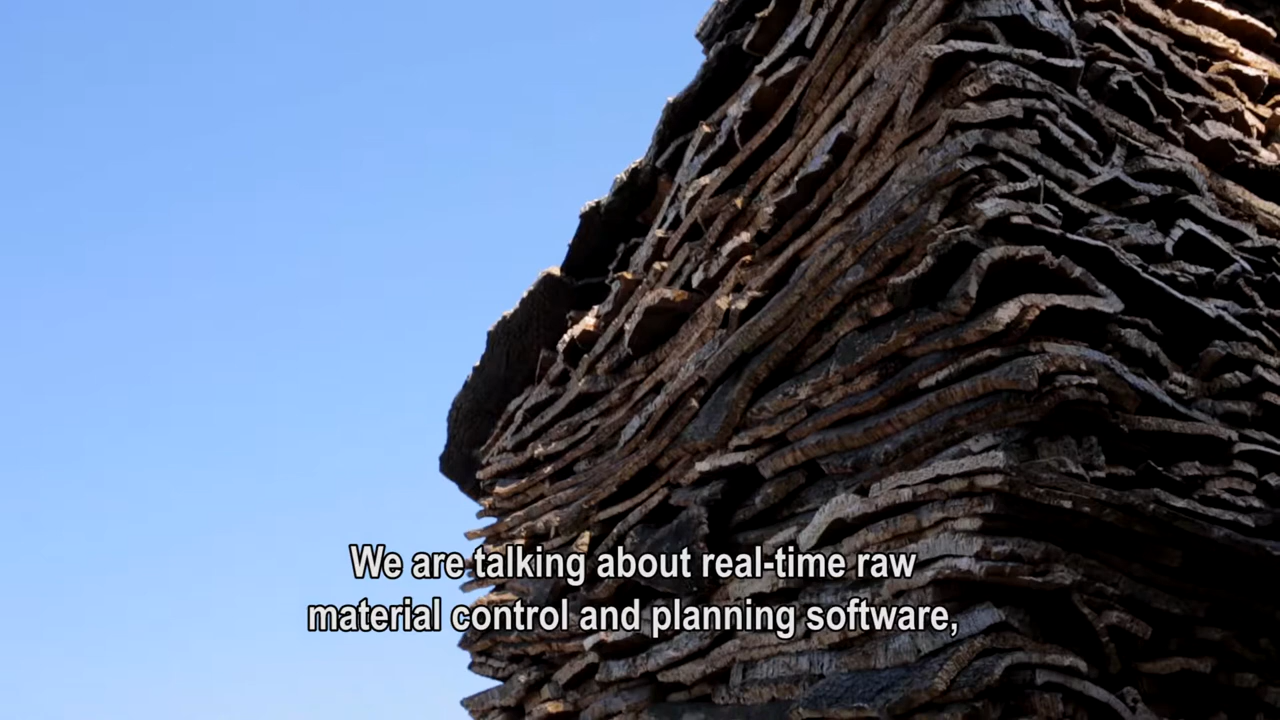 We are talking about real-time raw
material control and planning software,